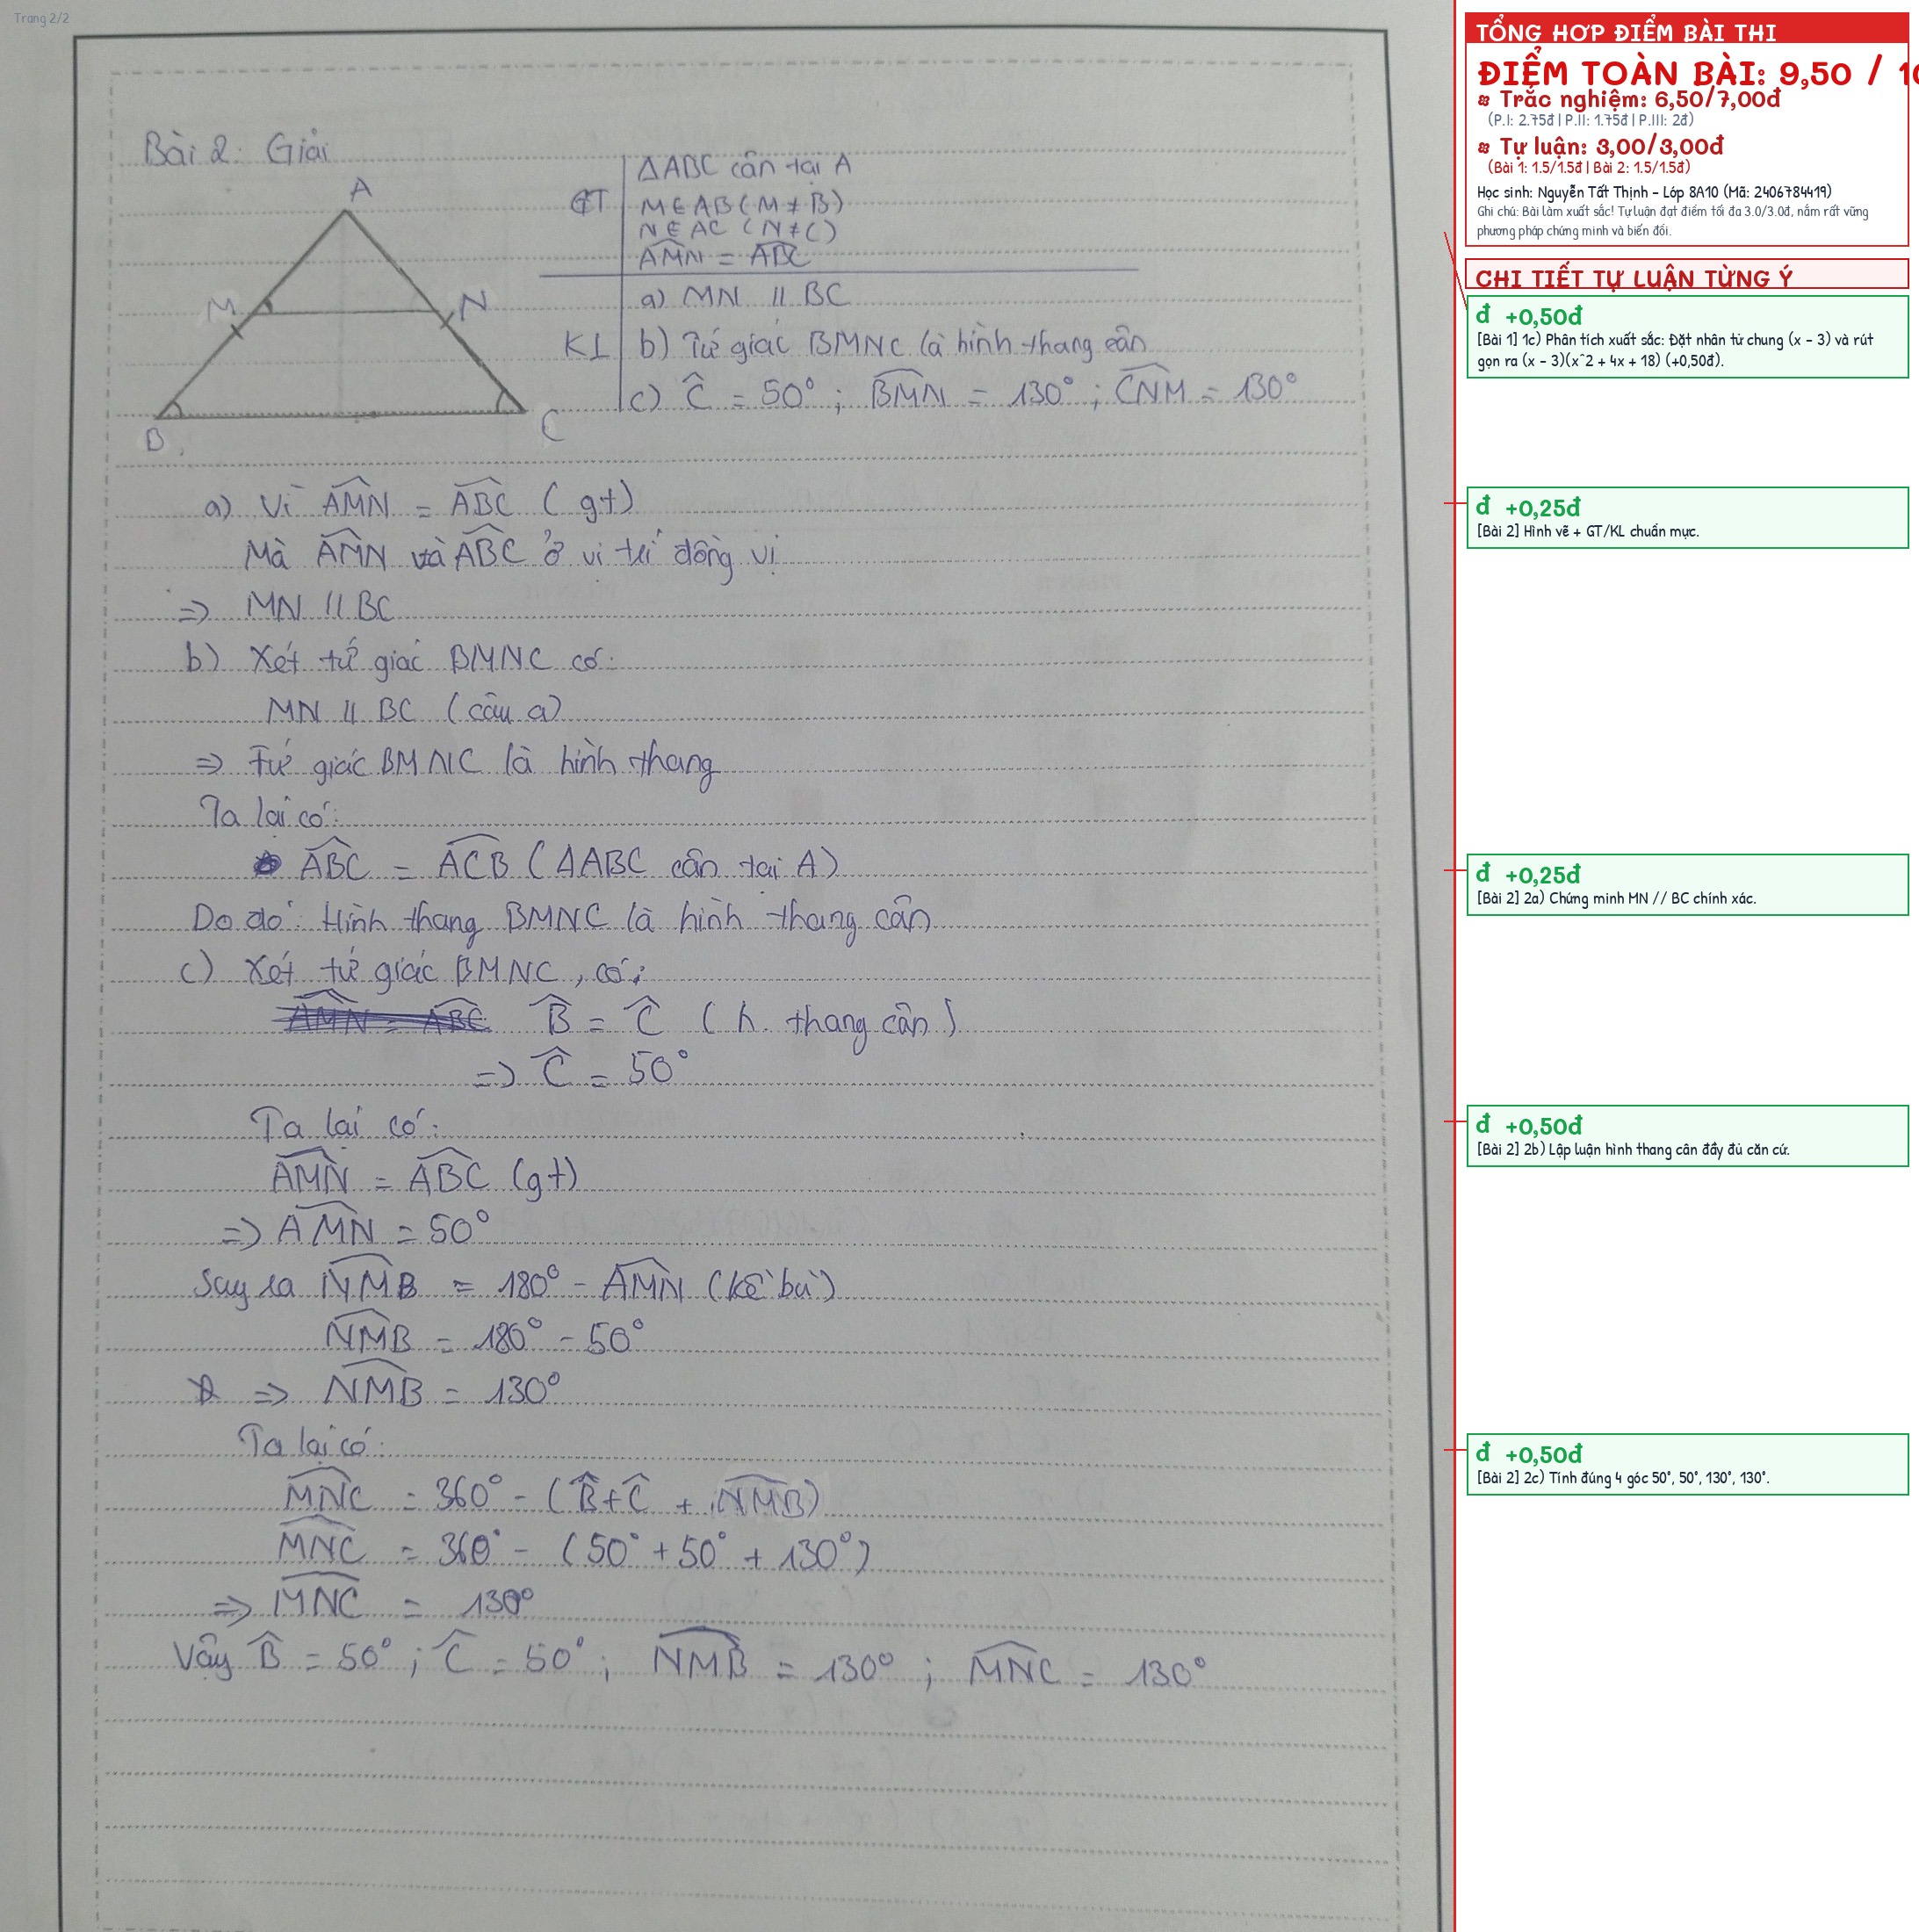 Trang 2/2
Bài 2: Giải
A
M
N
B
C
GT
ΔABC cân tại A
M ∈ AB (M ≠ B)
N ∈ AC (N ≠ C)
AMN = ABC
KL
a) MN // BC
b) Tứ giác BMNC là hình thang cân
c) Ĉ = 50° ; BMN = 130° ; CNM = 130°
a) Vì AMN = ABC (gt)
Mà AMN và ABC ở vị trí đồng vị
=> MN // BC
b) Xét tứ giác BMNC có:
MN // BC (câu a)
=> Tứ giác BMNC là hình thang
Ta lại có:
ABC = ACB (ΔABC cân tại A)
Do đó: Hình thang BMNC là hình thang cân
c) Xét tứ giác BMNC, có:
AMN = ABC B̂ = Ĉ (h. thang cân)
=> Ĉ = 50°
Ta lại có:
AMN = ABC (gt)
=> AMN = 50°
Suy ra NMB = 180° - AMN (kề bù)
NMB = 180° - 50°
=> NMB = 130°
Ta lại có:
MNC = 360° - (B̂ + Ĉ + NMB)
MNC = 360° - (50° + 50° + 130°)
=> MNC = 130°
Vậy B̂ = 50° ; Ĉ = 50° ; NMB = 130° ; MNC = 130°
TỔNG HỢP ĐIỂM BÀI THI
ĐIỂM TOÀN BÀI: 9,50 / 10
Trắc nghiệm: 6,50/7,00đ
(P.I: 2.75đ | P.II: 1.75đ | P.III: 2đ)
Tự luận: 3,00/3,00đ
(Bài 1: 1.5/1.5đ | Bài 2: 1.5/1.5đ)
Học sinh: Nguyễn Tất Thịnh - Lớp 8A10 (Mã: 2406784419)
Ghi chú: Bài làm xuất sắc! Tự luận đạt điểm tối đa 3.0/3.0đ, nắm rất vững
phương pháp chứng minh và biến đổi.
CHI TIẾT TỰ LUẬN TỪNG Ý
đ +0,50đ
[Bài 1] 1c) Phân tích xuất sắc: Đặt nhân tử chung (x - 3) và rút
gọn ra (x - 3)(x^2 + 4x + 18) (+0,50đ).
đ +0,25đ
[Bài 2] Hình vẽ + GT/KL chuẩn mực.
đ +0,25đ
[Bài 2] 2a) Chứng minh MN // BC chính xác.
đ +0,50đ
[Bài 2] 2b) Lập luận hình thang cân đầy đủ căn cứ.
đ +0,50đ
[Bài 2] 2c) Tính đúng 4 góc 50°, 50°, 130°, 130°.